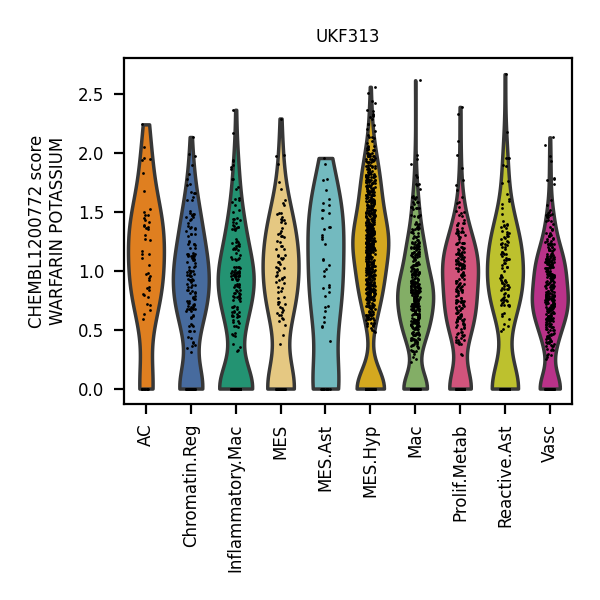 UKF313
CHEMBL1200772 score
WARFARIN POTASSIUM
2.5
2.0
1.5
1.0
0.5
0.0
AC
Chromatin.Reg
Inflammatory.Mac
MES
MES.Ast
MES.Hyp
Mac
Prolif.Metab
Reactive.Ast
Vasc